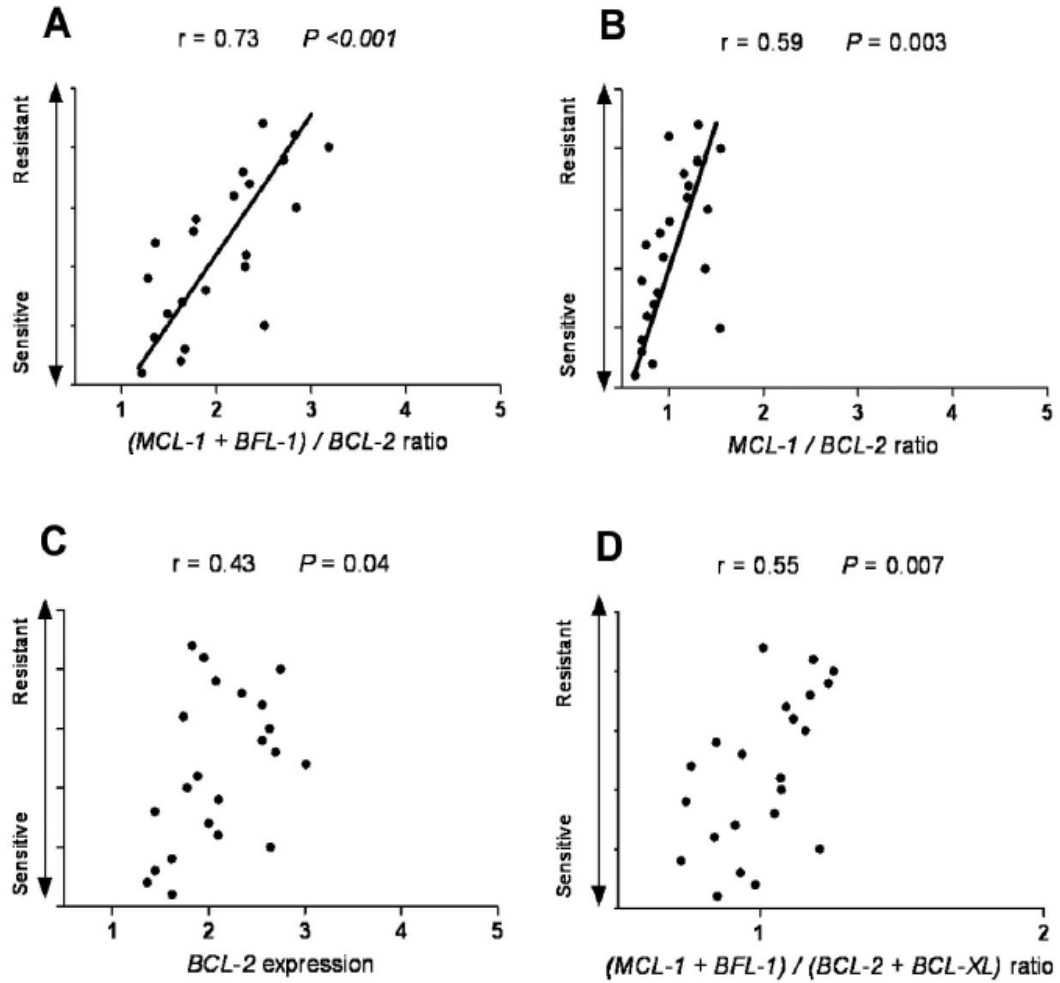 A
r = 0.73 P <0.001
Resistant
Sensitive
1 2 3 4 5
(MCL-1 + BFL-1) / BCL-2 ratio
B
r = 0.59 P = 0.003
Resistant
Sensitive
1 2 3 4 5
MCL-1 / BCL-2 ratio
C
r = 0.43 P = 0.04
Resistant
Sensitive
1 2 3 4 5
BCL-2 expression
D
r = 0.55 P = 0.007
Resistant
Sensitive
1 2
(MCL-1 + BFL-1) / (BCL-2 + BCL-XL) ratio